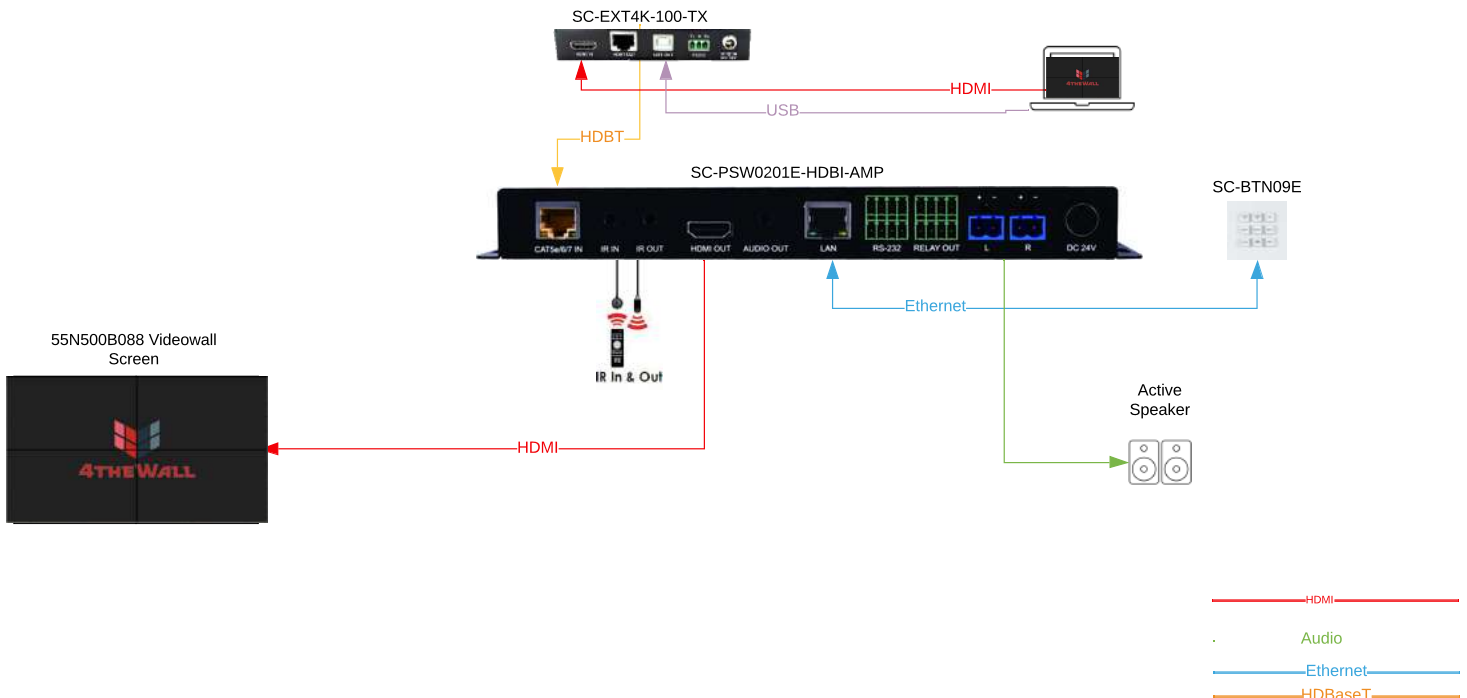 SC-EXT4K-100-TX
HDMI
USB
HDBT
SC-PSW0201E-HDBI-AMP
SC-BTN09E
+ - + -
CAT5e/6/7 IN
IR IN
IR OUT
HDMI OUT
AUDIO-OUT
LAN
RS-232
RELAY OUT
L
R
DC 24V
Ethernet
IR In & Out
55N500B088 Videowall
Screen
4THEWALL
HDMI
Active
Speaker
4THEWALL
HDMI
Audio
Ethernet
HDBaseT